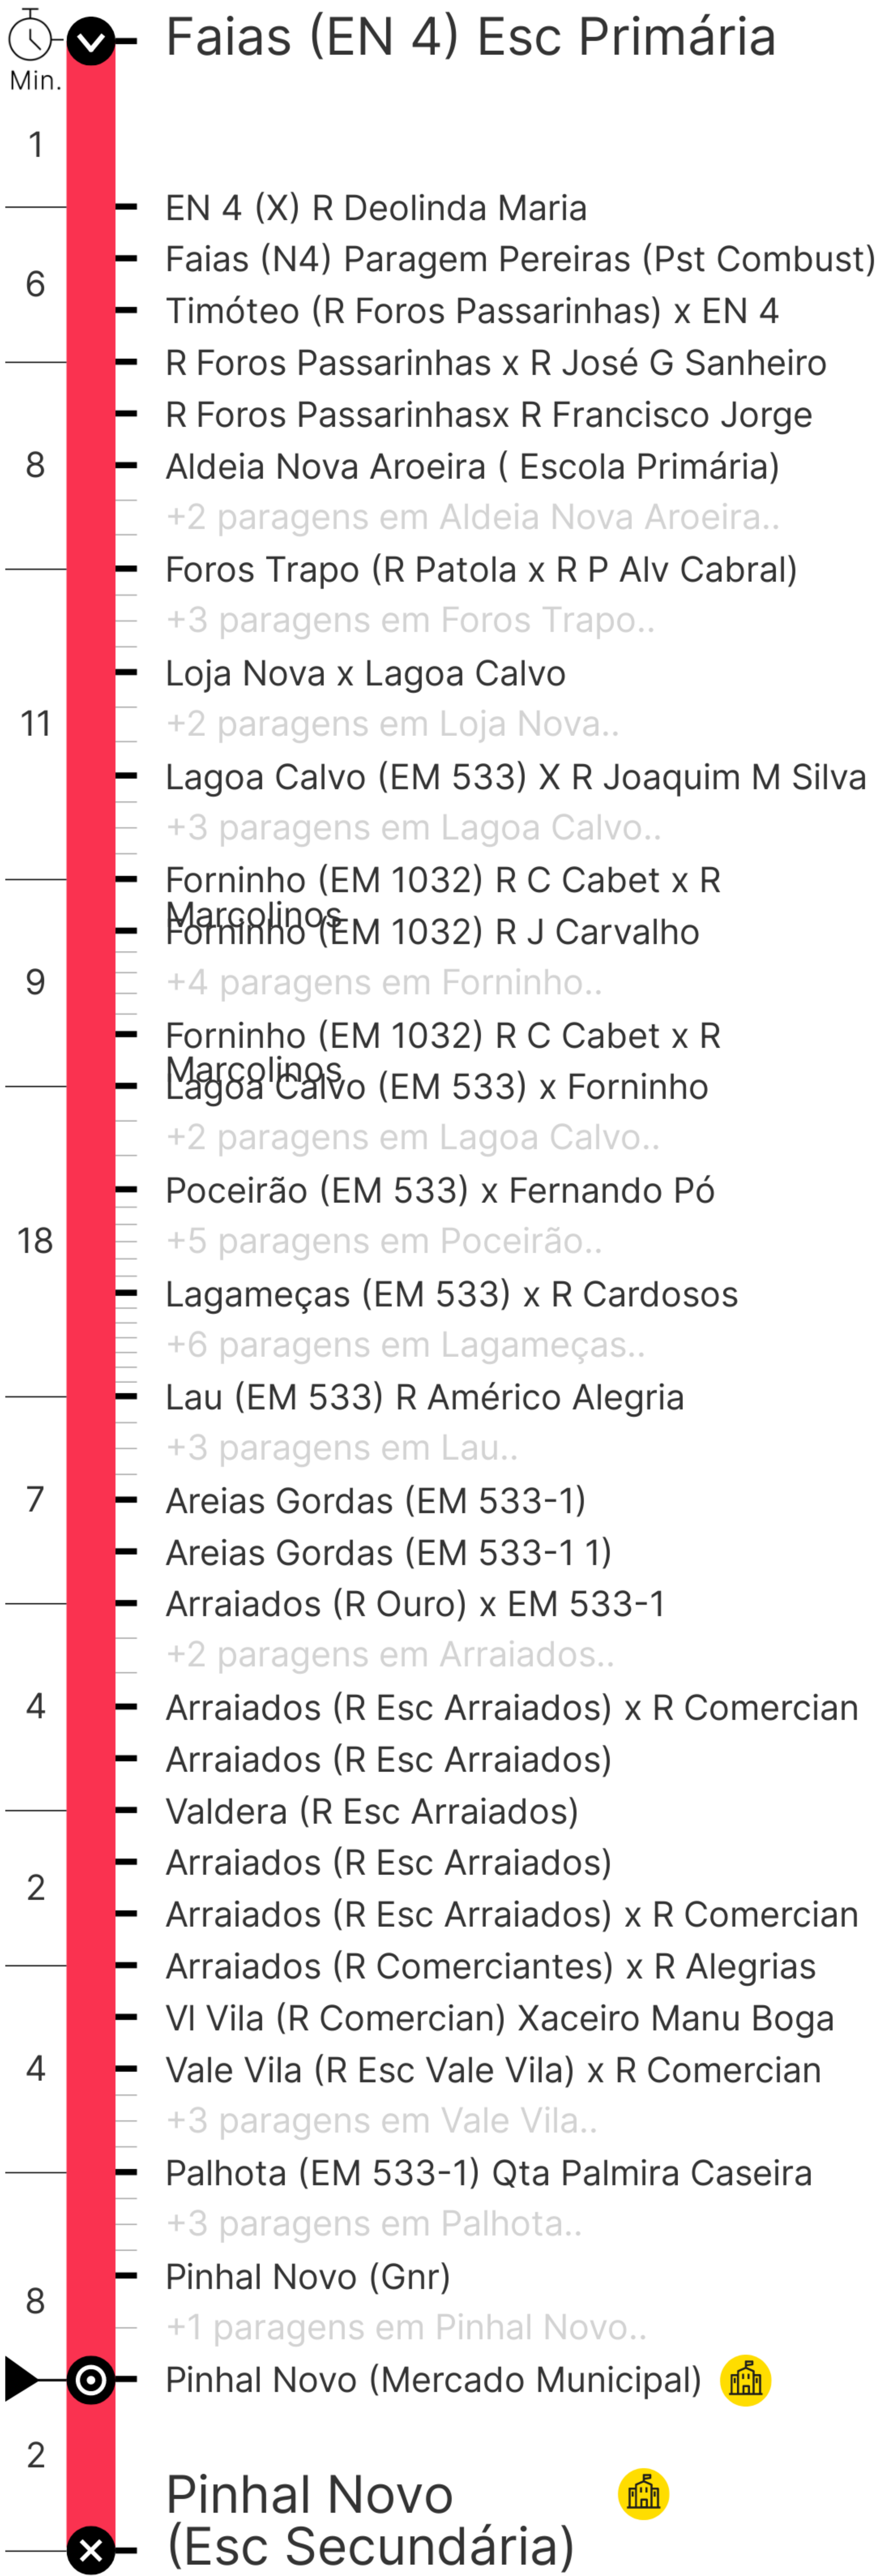 Faias (EN 4) Esc Primária
Min.
1
EN 4 (X) R Deolinda Maria
Faias (N4) Paragem Pereiras (Pst Combust)
6
Timóteo (R Foros Passarinhas) x EN 4
R Foros Passarinhas x R José G Sanheiro
R Foros Passarinhasx R Francisco Jorge
8
Aldeia Nova Aroeira ( Escola Primária)
+2 paragens em Aldeia Nova Aroeira..
Foros Trapo (R Patola x R P Alv Cabral)
+3 paragens em Foros Trapo..
Loja Nova x Lagoa Calvo
11
+2 paragens em Loja Nova..
Lagoa Calvo (EM 533) X R Joaquim M Silva
+3 paragens em Lagoa Calvo..
Forninho (EM 1032) R C Cabet x R
Marcolinos
Forninho (EM 1032) R J Carvalho
9
+4 paragens em Forninho..
Forninho (EM 1032) R C Cabet x R
Marcolinos
Lagoa Calvo (EM 533) x Forninho
+2 paragens em Lagoa Calvo..
Poceirão (EM 533) x Fernando Pó
18
+5 paragens em Poceirão..
Lagameças (EM 533) x R Cardosos
+6 paragens em Lagameças..
Lau (EM 533) R Américo Alegria
+3 paragens em Lau..
7
Areias Gordas (EM 533-1)
Areias Gordas (EM 533-1 1)
Arraiados (R Ouro) x EM 533-1
+2 paragens em Arraiados..
4
Arraiados (R Esc Arraiados) x R Comercian
Arraiados (R Esc Arraiados)
Valdera (R Esc Arraiados)
Arraiados (R Esc Arraiados)
2
Arraiados (R Esc Arraiados) x R Comercian
Arraiados (R Comerciantes) x R Alegrias
Vl Vila (R Comercian) Xaceiro Manu Boga
4
Vale Vila (R Esc Vale Vila) x R Comercian
+3 paragens em Vale Vila..
Palhota (EM 533-1) Qta Palmira Caseira
+3 paragens em Palhota..
Pinhal Novo (Gnr)
8
+1 paragens em Pinhal Novo..
Pinhal Novo (Mercado Municipal)
2
Pinhal Novo
(Esc Secundária)